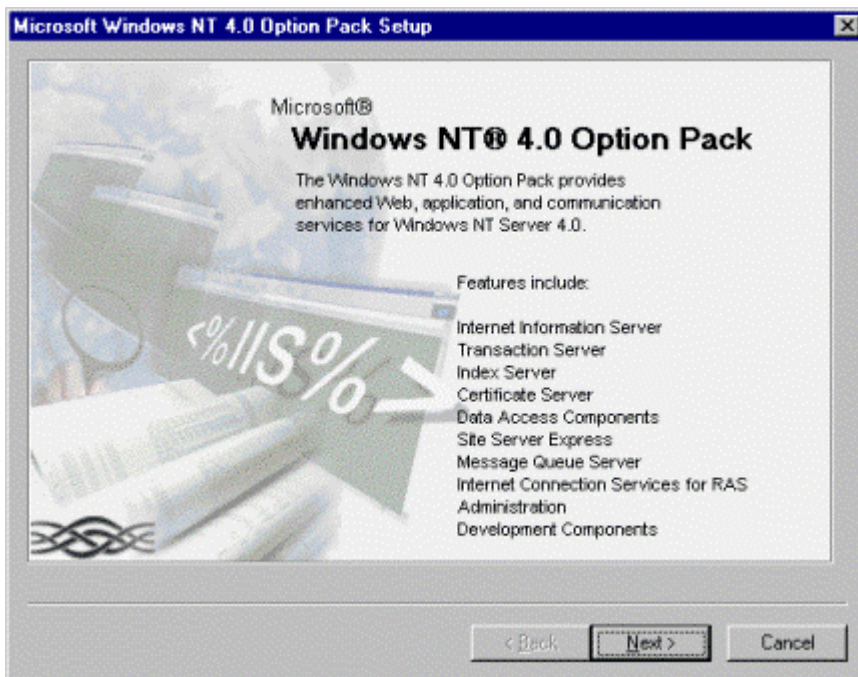 Microsoft Windows NT 4.0 Option Pack Setup
Microsoft®
Windows NT® 4.0 Option Pack
The Windows NT 4.0 Option Pack provides
enhanced Web, application, and communication
services for Windows NT Server 4.0.
Features include:
<%IIS%>
Internet Information Server
Transaction Server
Index Server
Certificate Server
Data Access Components
Site Server Express
Message Queue Server
Internet Connection Services for RAS
Administration
Development Components
< Back
Next >
Cancel